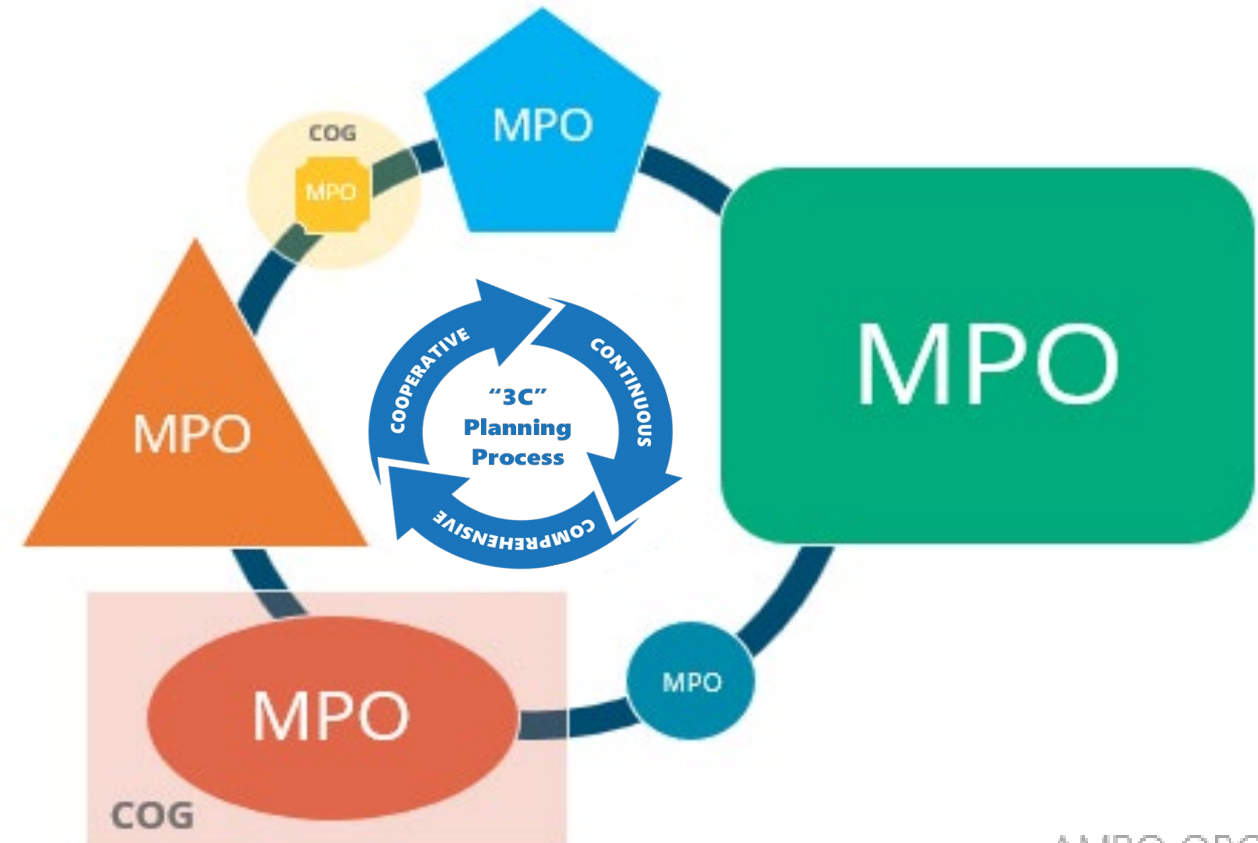 MPO
COG
MPO
MPO
MPO
COOPERATIVE
CONTINUOUS
COMPREHENSIVE
“3C”
Planning
Process
MPO
MPO
COG